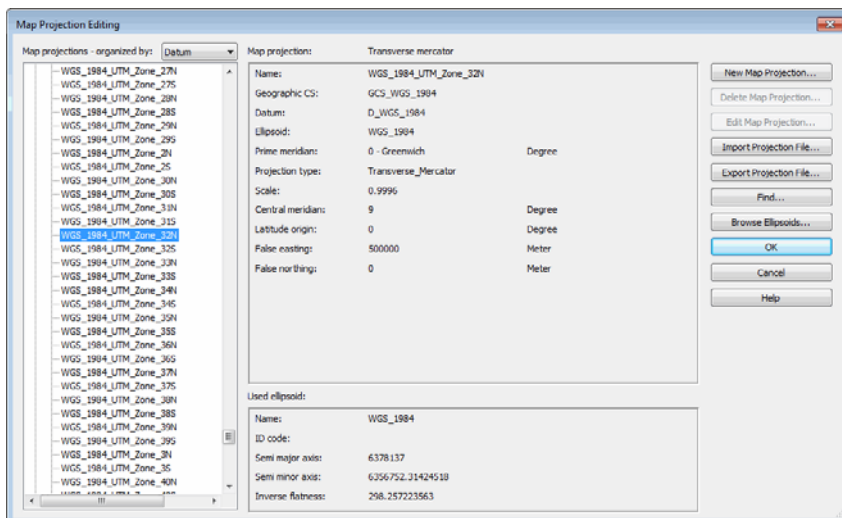 Map Projection Editing
Map projections - organized by: Datum
WGS_1984_UTM_Zone_27N
WGS_1984_UTM_Zone_27S
WGS_1984_UTM_Zone_28N
WGS_1984_UTM_Zone_28S
WGS_1984_UTM_Zone_29N
WGS_1984_UTM_Zone_29S
WGS_1984_UTM_Zone_2N
WGS_1984_UTM_Zone_2S
WGS_1984_UTM_Zone_30N
WGS_1984_UTM_Zone_30S
WGS_1984_UTM_Zone_31N
WGS_1984_UTM_Zone_31S
WGS_1984_UTM_Zone_32N
WGS_1984_UTM_Zone_32S
WGS_1984_UTM_Zone_33N
WGS_1984_UTM_Zone_33S
WGS_1984_UTM_Zone_34N
WGS_1984_UTM_Zone_34S
WGS_1984_UTM_Zone_35N
WGS_1984_UTM_Zone_35S
WGS_1984_UTM_Zone_36N
WGS_1984_UTM_Zone_36S
WGS_1984_UTM_Zone_37N
WGS_1984_UTM_Zone_37S
WGS_1984_UTM_Zone_38N
WGS_1984_UTM_Zone_38S
WGS_1984_UTM_Zone_39N
WGS_1984_UTM_Zone_39S
WGS_1984_UTM_Zone_3N
WGS_1984_UTM_Zone_3S
WGS_1984_UTM_Zone_40N
Map projection: Transverse mercator
Name: WGS_1984_UTM_Zone_32N
Geographic CS: GCS_WGS_1984
Datum: D_WGS_1984
Ellipsoid: WGS_1984
Prime meridian: 0 - Greenwich Degree
Projection type: Transverse_Mercator
Scale: 0.9996
Central meridian: 9 Degree
Latitude origin: 0 Degree
False easting: 500000 Meter
False northing: 0 Meter
Used ellipsoid:
Name: WGS_1984
ID code:
Semi major axis: 6378137
Semi minor axis: 6356752.31424518
Inverse flatness: 298.257223563
New Map Projection...
Delete Map Projection...
Edit Map Projection...
Import Projection File...
Export Projection File...
Find...
Browse Ellipsoids...
OK
Cancel
Help